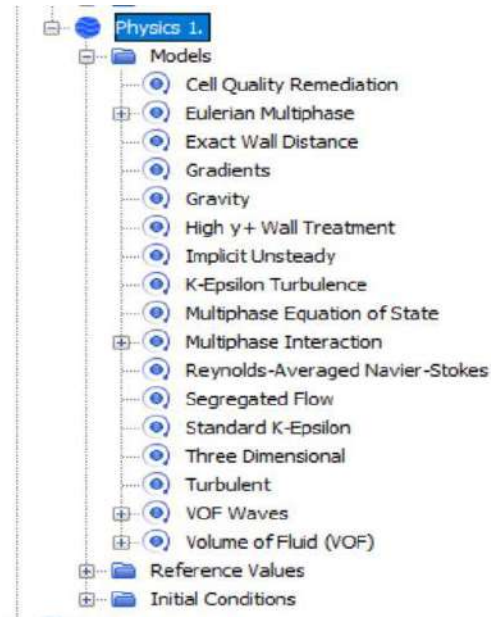 Physics 1.
Models
Cell Quality Remediation
Eulerian Multiphase
Exact Wall Distance
Gradients
Gravity
High y+ Wall Treatment
Implicit Unsteady
K-Epsilon Turbulence
Multiphase Equation of State
Multiphase Interaction
Reynolds-Averaged Navier-Stokes
Segregated Flow
Standard K-Epsilon
Three Dimensional
Turbulent
VOF Waves
Volume of Fluid (VOF)
Reference Values
Initial Conditions